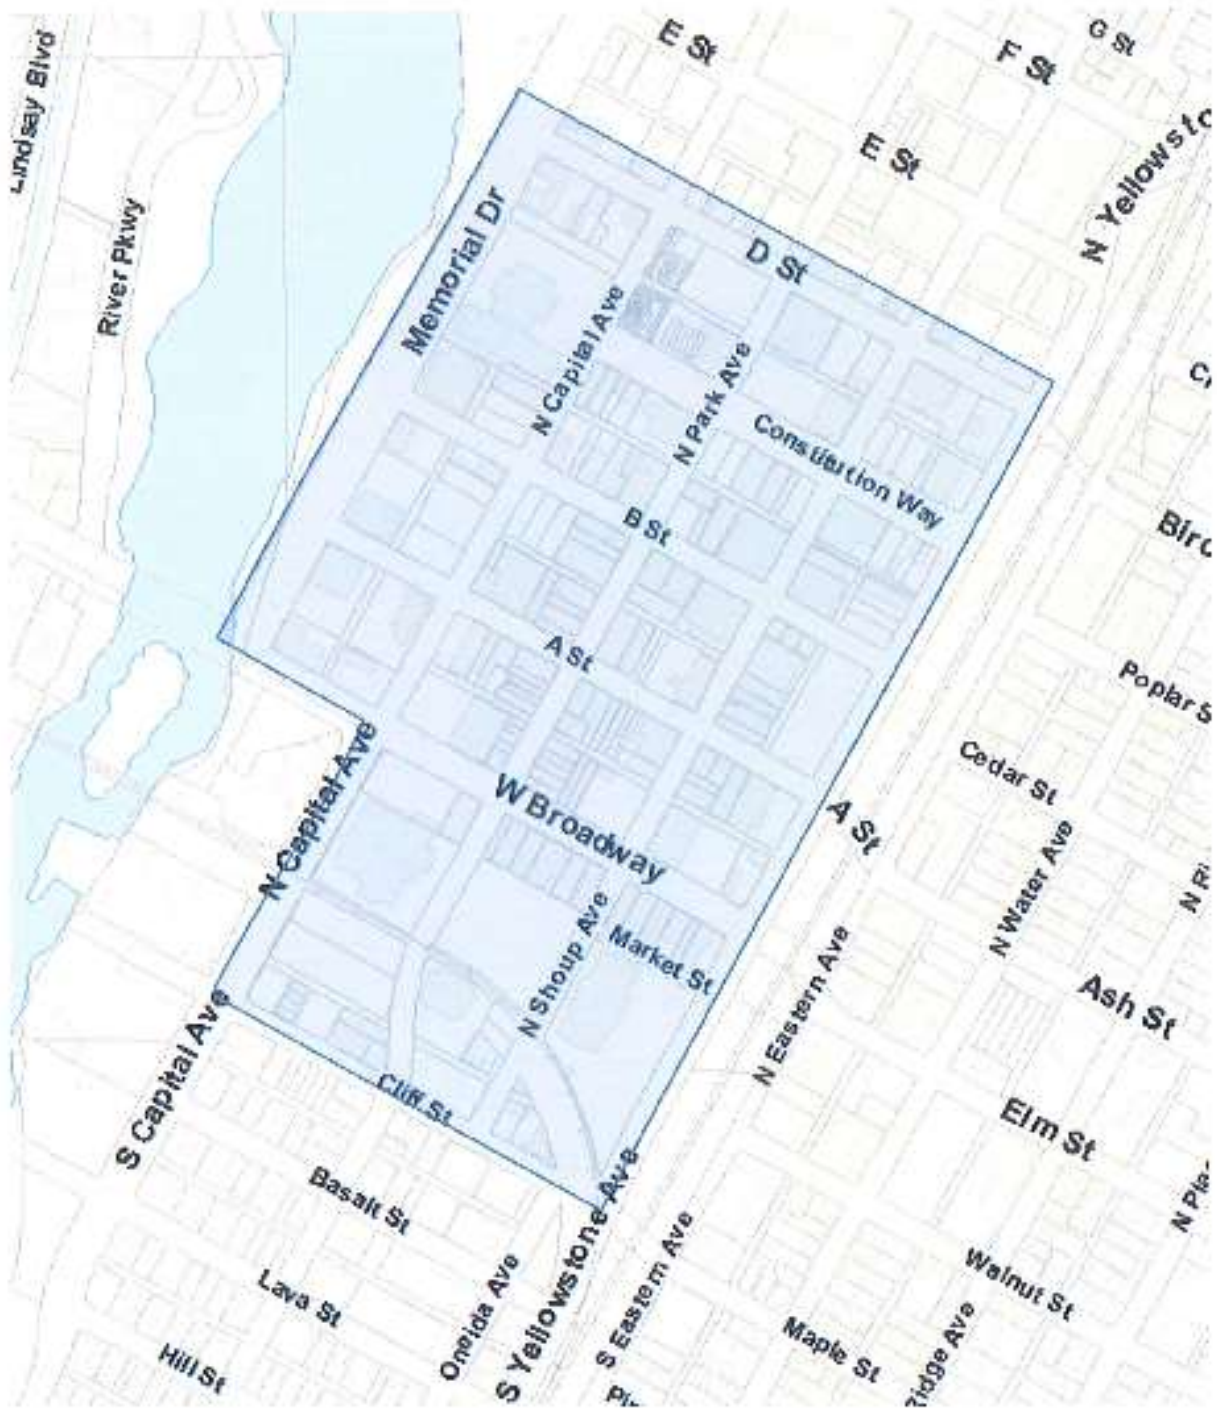 E St
F St
G St
Lindsay Blvd
E St
River Pkwy
Memorial Dr
D St
N Capital Ave
N Park Ave
Constitution Way
B St
A St
Poplar S
Cedar St
N Capital Ave
W Broadway
A St
N Water Ave
N Shoup Ave
Market St
N Eastern Ave
Ash St
S Capital Ave
Cliff St
Elm St
Basalt St
Lava St
Oneida Ave
S Yellowstone Ave
S Eastern Ave
Walnut St
Maple St
Ridge Ave
Hill St